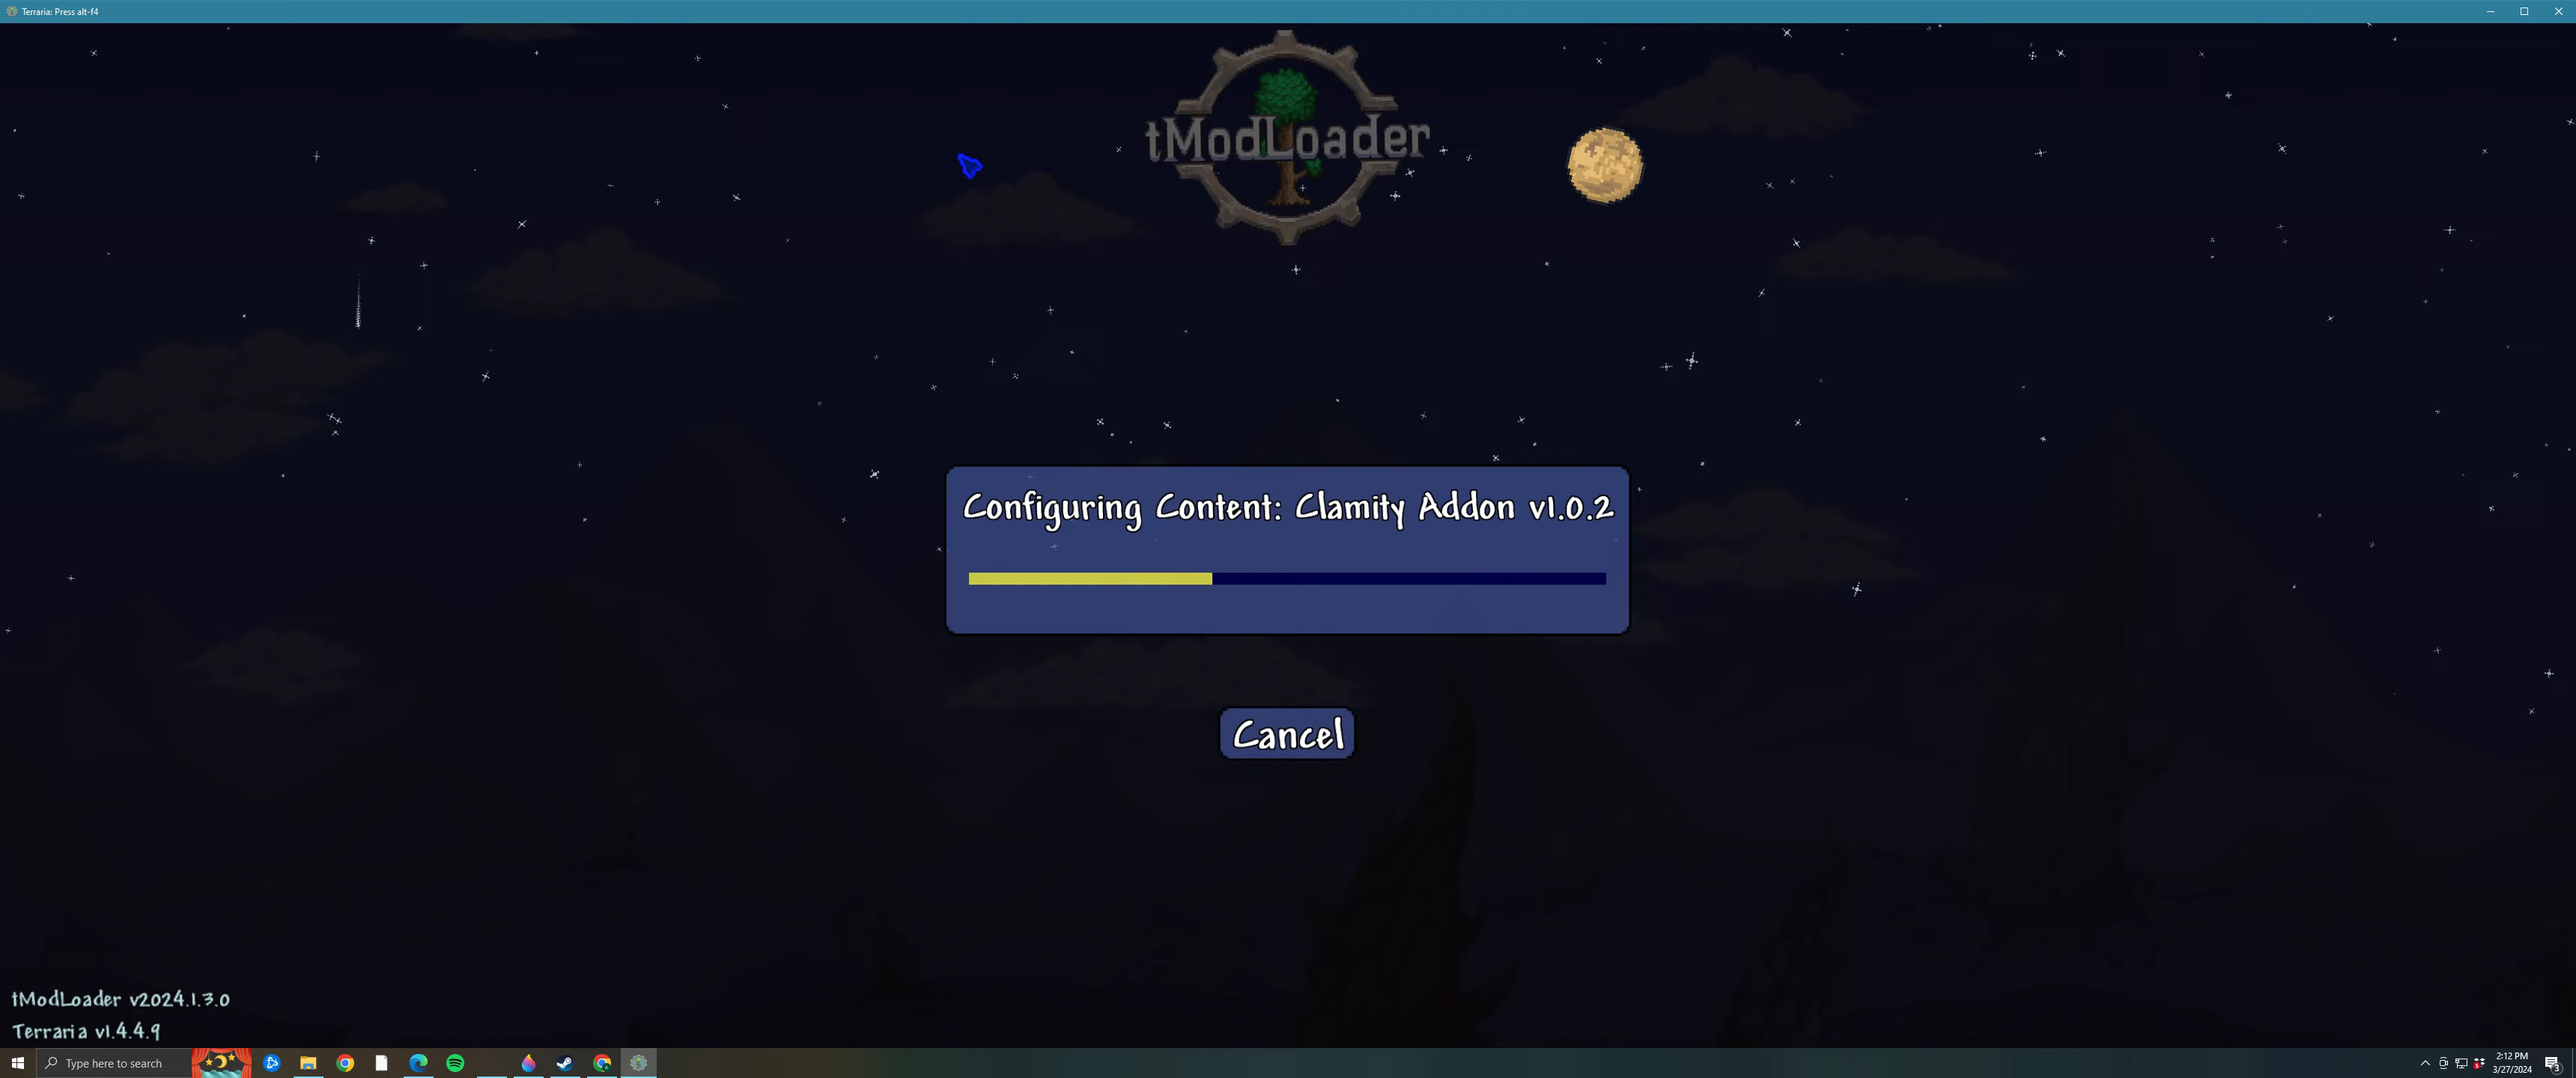 Terraria: Press alt-f4
tModLoader
Configuring Content: Clamity Addon v1.0.2
Cancel
tModLoader v2024.1.3.0
Terraria v1.4.4.9
Type here to search
2:12 PM
3/27/2024
3